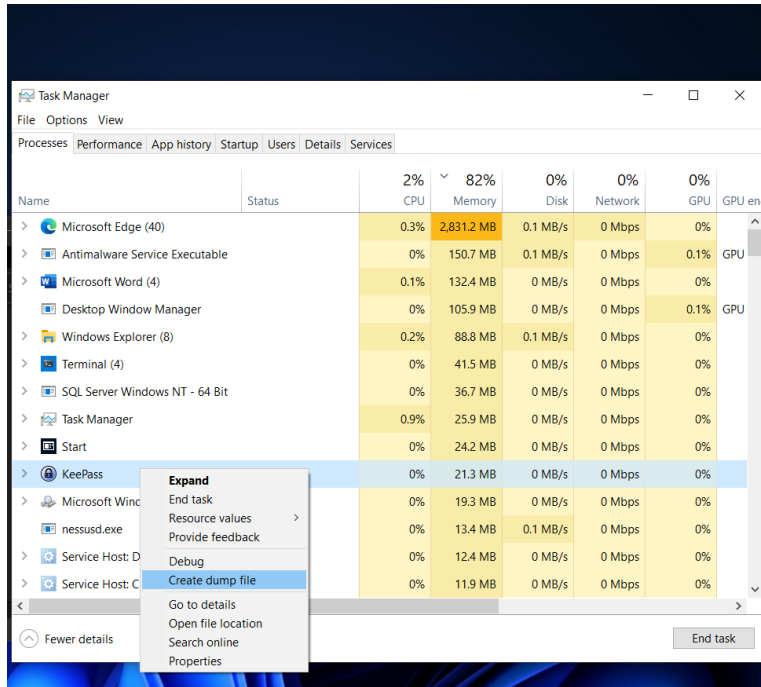 Task Manager
File Options View
Processes Performance App history Startup Users Details Services
2% 82% 0% 0% 0%
Name Status CPU Memory Disk Network GPU GPU en
Microsoft Edge (40) 0.3% 2,831.2 MB 0.1 MB/s 0 Mbps 0%
Antimalware Service Executable 0% 150.7 MB 0.1 MB/s 0 Mbps 0.1% GPU
Microsoft Word (4) 0.1% 132.4 MB 0 MB/s 0 Mbps 0%
Desktop Window Manager 0% 105.9 MB 0 MB/s 0 Mbps 0.1% GPU
Windows Explorer (8) 0.2% 88.8 MB 0.1 MB/s 0 Mbps 0%
Terminal (4) 0% 41.5 MB 0 MB/s 0 Mbps 0%
SQL Server Windows NT - 64 Bit 0% 36.7 MB 0 MB/s 0 Mbps 0%
Task Manager 0.9% 25.9 MB 0 MB/s 0 Mbps 0%
Start 0% 24.2 MB 0 MB/s 0 Mbps 0%
KeePass 0% 21.3 MB 0 MB/s 0 Mbps 0%
Microsoft Winc 0% 19.3 MB 0 MB/s 0 Mbps 0%
nessusd.exe 0% 13.4 MB 0.1 MB/s 0 Mbps 0%
Service Host: D 0% 12.4 MB 0 MB/s 0 Mbps 0%
Service Host: C 0% 11.9 MB 0 MB/s 0 Mbps 0%
Expand
End task
Resource values
Provide feedback
Debug
Create dump file
Go to details
Open file location
Search online
Properties
Fewer details End task